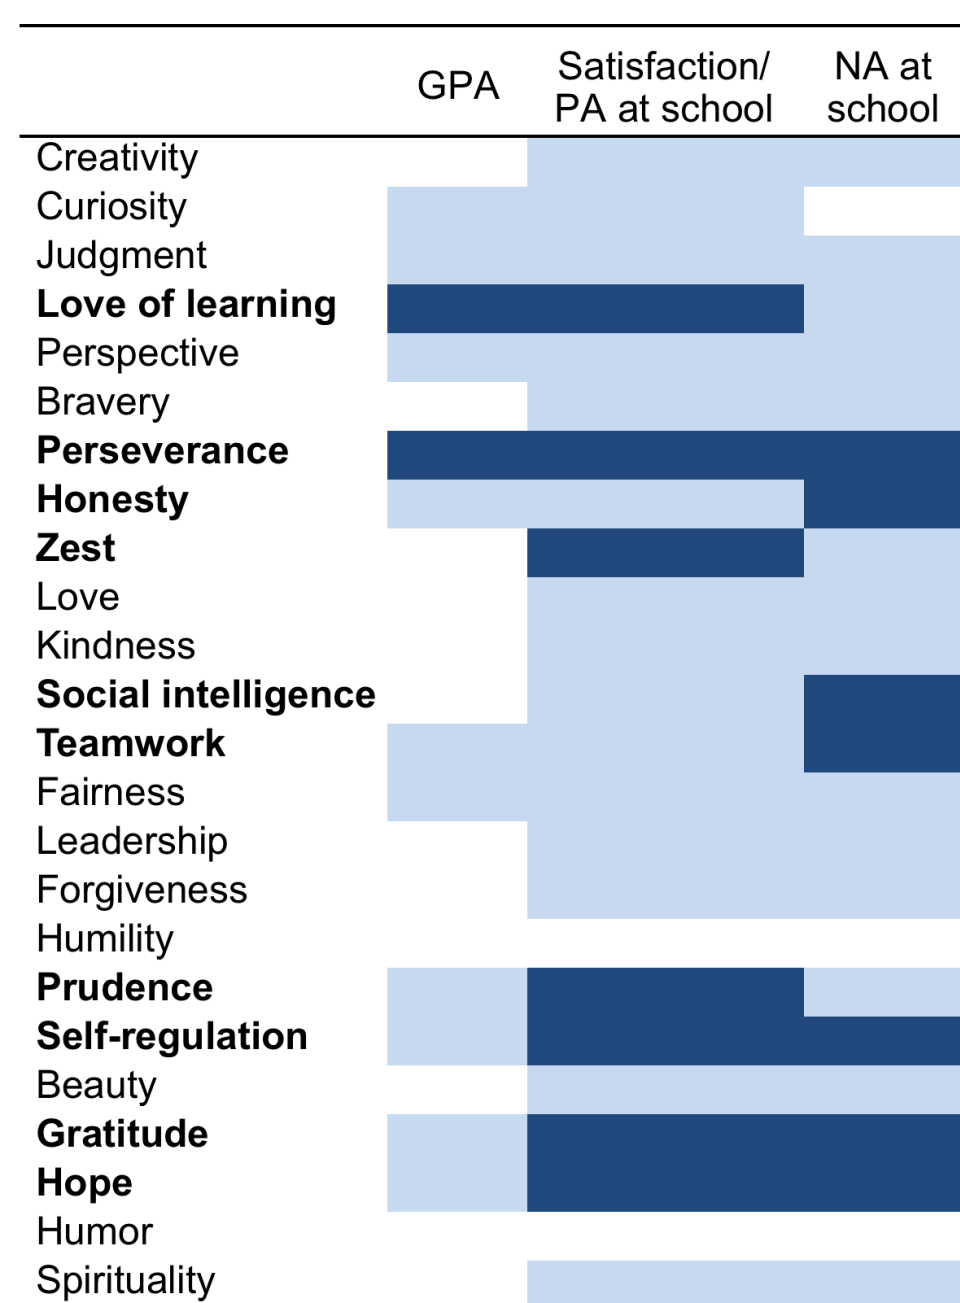 GPA
Satisfaction/
PA at school
NA at
school
Creativity
Curiosity
Judgment
Love of learning
Perspective
Bravery
Perseverance
Honesty
Zest
Love
Kindness
Social intelligence
Teamwork
Fairness
Leadership
Forgiveness
Humility
Prudence
Self-regulation
Beauty
Gratitude
Hope
Humor
Spirituality